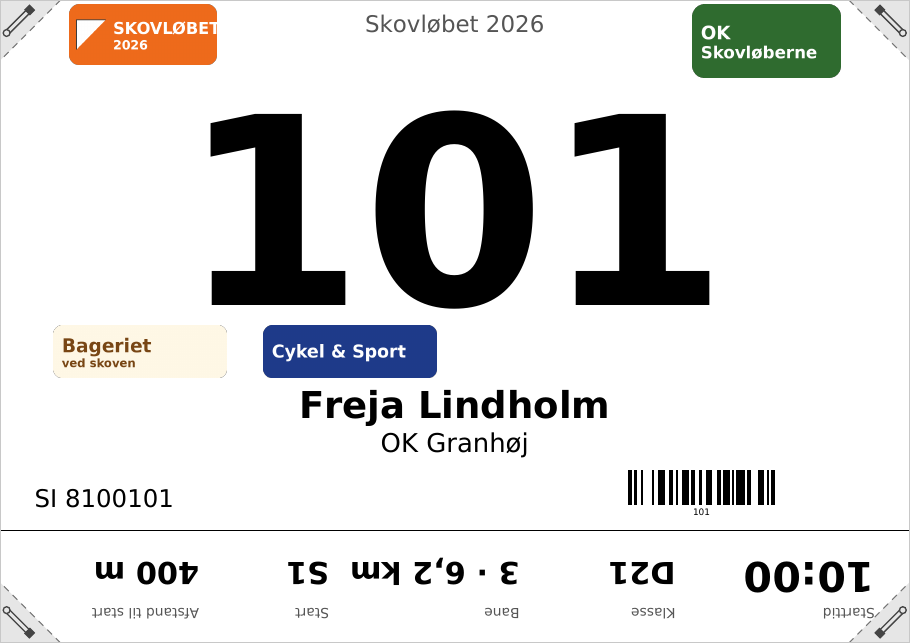 SKOVLØBET
2026
Skovløbet 2026
OK
Skovløberne
101
Bageriet
ved skoven
Cykel & Sport
Freja Lindholm
OK Granhøj
SI 8100101
101
Starttid
10:00
Klasse
D21
Bane
3 · 6,2 km
Start
S1
Afstand til start
400 m